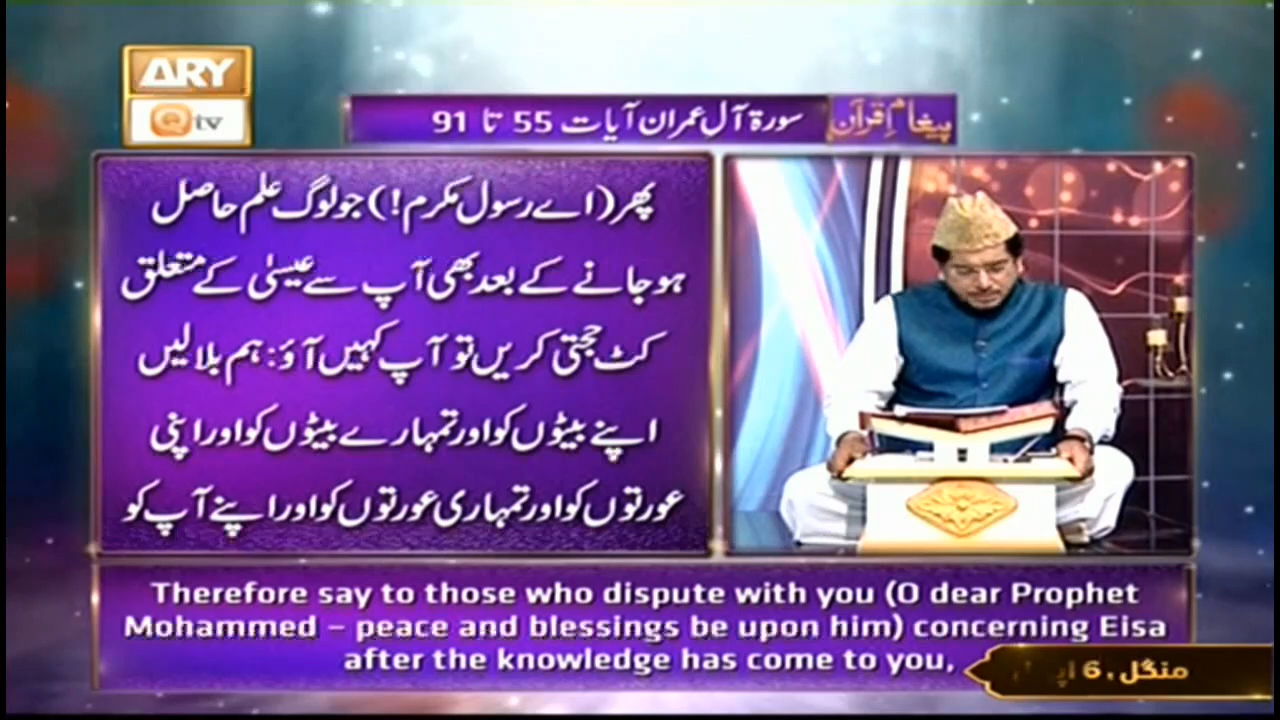 ARY
Qtv
پیغامِ قرآن
سورۃ آل عمران آیات 55 تا 91
پھر (اے رسول مکرم!) جو لوگ علم حاصل
ہو جانے کے بعد بھی آپ سے عیسیٰ کے متعلق
کٹ حجتی کریں تو آپ کہیں آؤ: ہم بلالیں
اپنے بیٹوں کو اور تمہارے بیٹوں کو اور اپنی
عورتوں کو اور تمہاری عورتوں کو اور اپنے آپ کو
Therefore say to those who dispute with you (O dear Prophet
Mohammed – peace and blessings be upon him) concerning Eisa
after the knowledge has come to you,
منگل ، 6